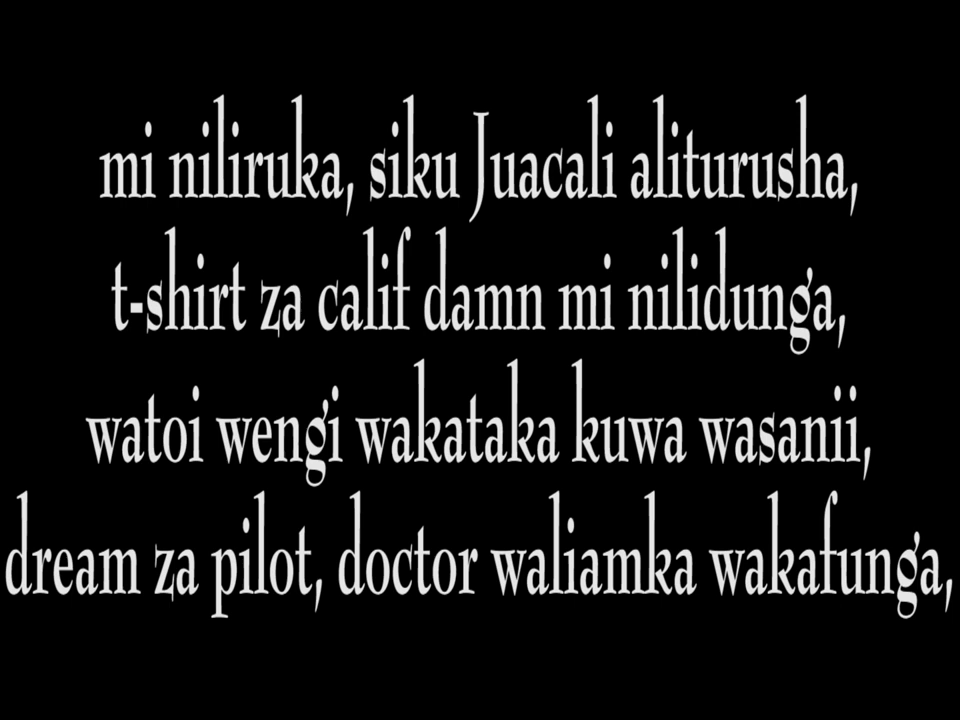 mi niliruka, siku Juacali aliturusha,
t-shirt za calif damn mi nilidunga,
watoi wengi wakataka kuwa wasanii,
dream za pilot, doctor waliamka wakafunga,